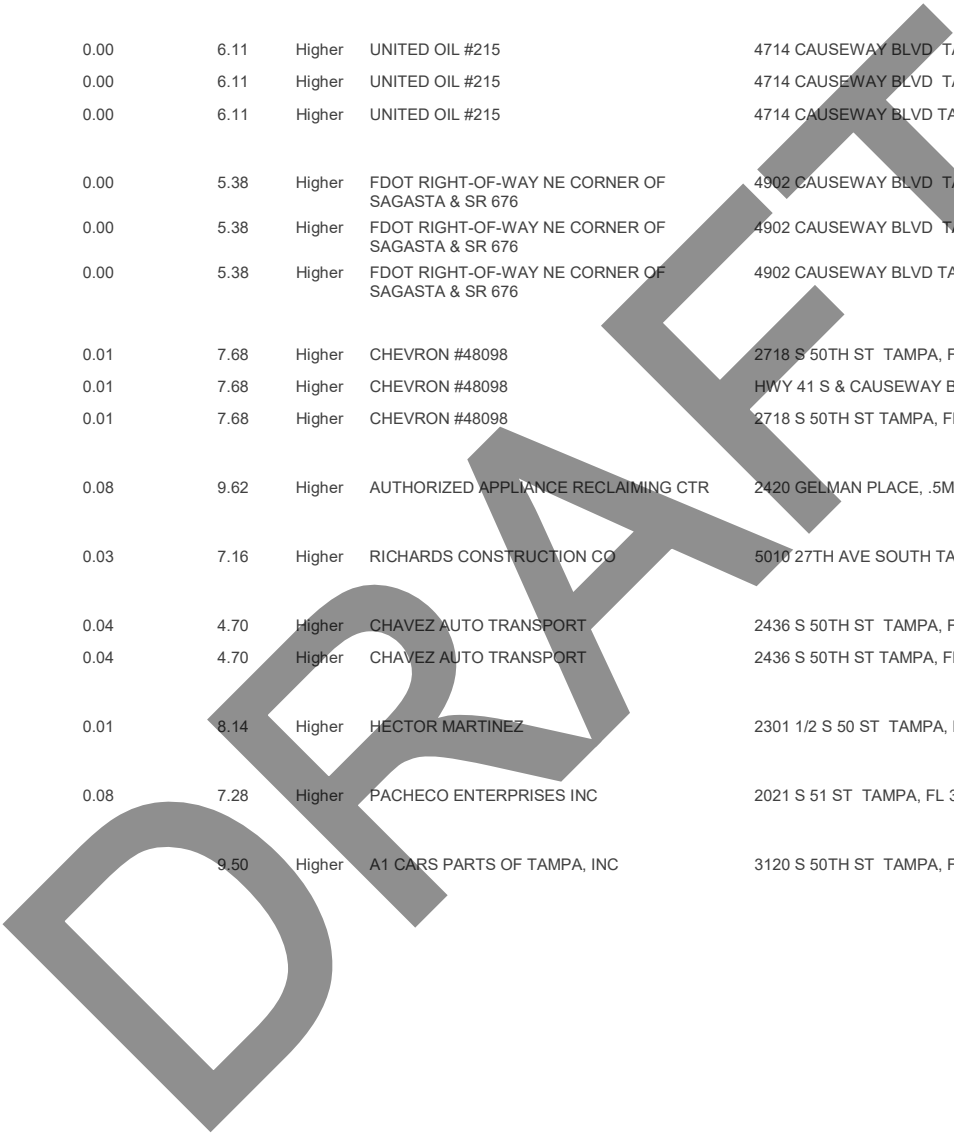 0.00 6.11 Higher UNITED OIL #215 4714 CAUSEWAY BLVD
0.00 6.11 Higher UNITED OIL #215 4714 CAUSEWAY BLVD
0.00 6.11 Higher UNITED OIL #215 4714 CAUSEWAY BLVD
0.00 5.38 Higher FDOT RIGHT-OF-WAY NE CORNER OF 4902 CAUSEWAY BLVD
SAGASTA & SR 676
0.00 5.38 Higher FDOT RIGHT-OF-WAY NE CORNER OF 4902 CAUSEWAY BLVD
SAGASTA & SR 676
0.00 5.38 Higher FDOT RIGHT-OF-WAY NE CORNER OF 4902 CAUSEWAY BLVD
SAGASTA & SR 676
0.01 7.68 Higher CHEVRON #48098 2718 S 50TH ST TAMPA,
0.01 7.68 Higher CHEVRON #48098 HWY 41 S & CAUSEWAY
0.01 7.68 Higher CHEVRON #48098 2718 S 50TH ST TAMPA,
0.08 9.62 Higher AUTHORIZED APPLIANCE RECLAIMING CTR 2420 GELMAN PLACE, .5M
0.03 7.16 Higher RICHARDS CONSTRUCTION CO 5010 27TH AVE SOUTH
0.04 4.70 Higher CHAVEZ AUTO TRANSPORT 2436 S 50TH ST TAMPA,
0.04 4.70 Higher CHAVEZ AUTO TRANSPORT 2436 S 50TH ST TAMPA,
0.01 8.14 Higher HECTOR MARTINEZ 2301 1/2 S 50 ST TAMPA,
0.08 7.28 Higher PACHECO ENTERPRISES INC 2021 S 51 ST TAMPA, FL
9.50 Higher A1 CARS PARTS OF TAMPA, INC 3120 S 50TH ST TAMPA,
DRAFT